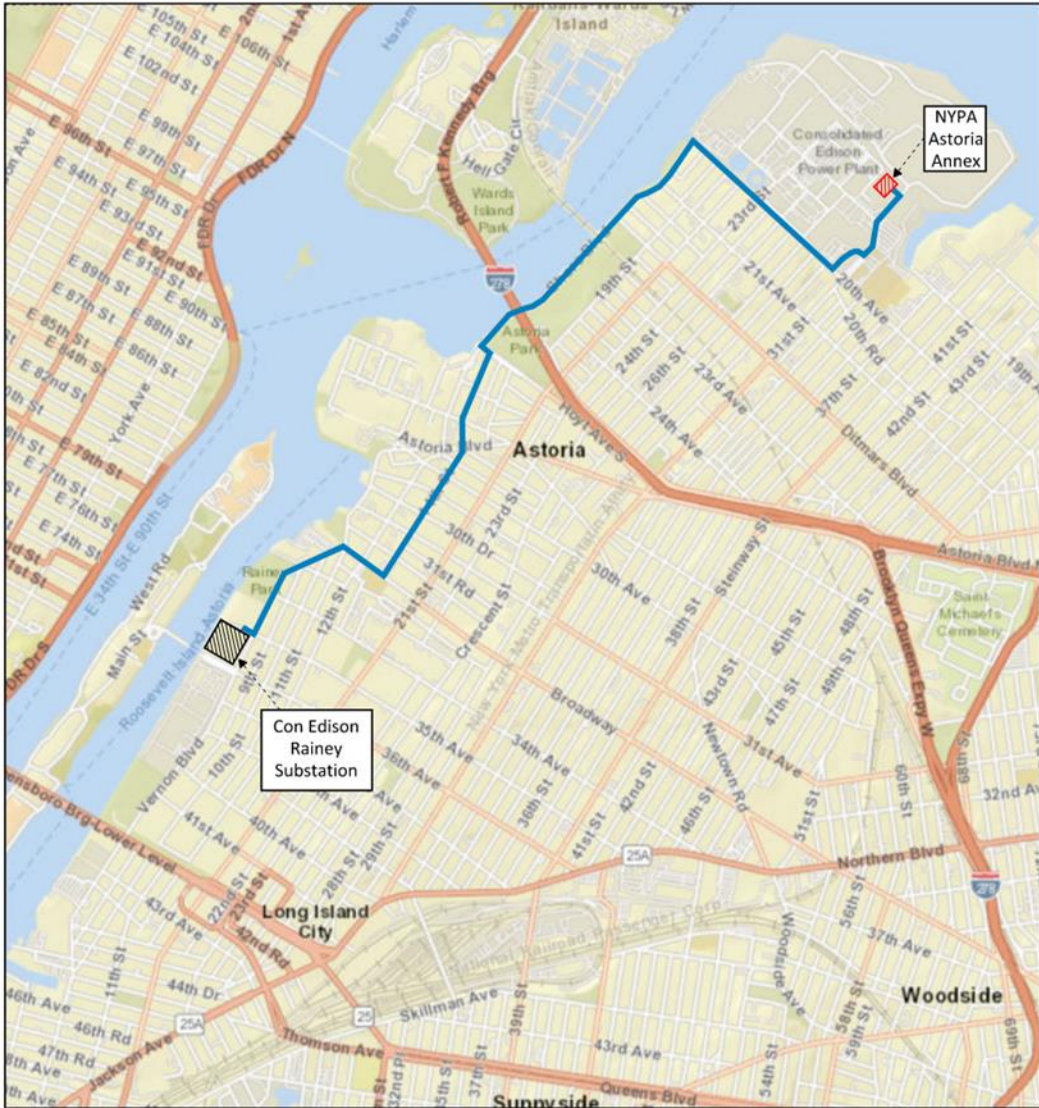 E 105th St
E 104th St
E 102nd St
E 106th St
1st Ave
Harlem
Island
Robert F Kennedy Brg
Hell Gate Cir
Wards
Island
Park
278
E 96th St
E 99th St
E 97th St
E 95th St
E 94th St
E 93rd St
E 92nd St
E 91st St
E 90th St
E 89th St
E 88th St
E 87th St
E 86th St
E 85th St
E 84th St
E 82nd St
E 79th St
E 77th St
E 76th St
E 74th St
York Ave
FDR Dr N
FDR Dr
FDR Dr S
E 34th St-E 90th St
Roosevelt Island-Astoria
West Rd
Main St
Consolidated
Edison
Power Plant
NYPA
Astoria
Annex
23rd St
21st Ave
20th Ave
20th Rd
19th St
31st St
24th St
26th St
23rd Ave
24th Ave
37th St
41st St
43rd St
42nd St
Ditmars Blvd
Astoria
Park
Hoyt Ave S
Astoria Blvd
Astoria
30th Dr
23rd St
31st Rd
21st St
Crescent St
12th St
30th Ave
Steinway St
38th St
Astoria Blvd
Brooklyn Queens Expy W
Saint
Michaels
Cemetery
45th St
48th St
43rd St
47th St
49th St
Con Edison
Rainey
Substation
9th St
11th St
10th St
Vernon Blvd
Broadway
35th Ave
34th Ave
36th Ave
31st Ave
Newtown Rd
36th St
42nd St
41st St
46th St
51st St
60th St
68th St
32nd Ave
41st Ave
40th Ave
28th St
29th St
25A
Northern Blvd
278
Brg-Lower Level
22nd St
23rd St
42nd Rd
43rd Ave
Long Island
City
44th Dr
11th St
National Railroad Passenger Corp
Woodside Ave
56th St
37th Ave
Woodside
46th Ave
46th Rd
47th Rd
25A
25
Jackson Ave
Skillman Ave
Thomson Ave
39th St
37th St
32nd Pl
43rd Ave
54th St
58th St
59th St
69th St
Queens Blvd
Sunnyside